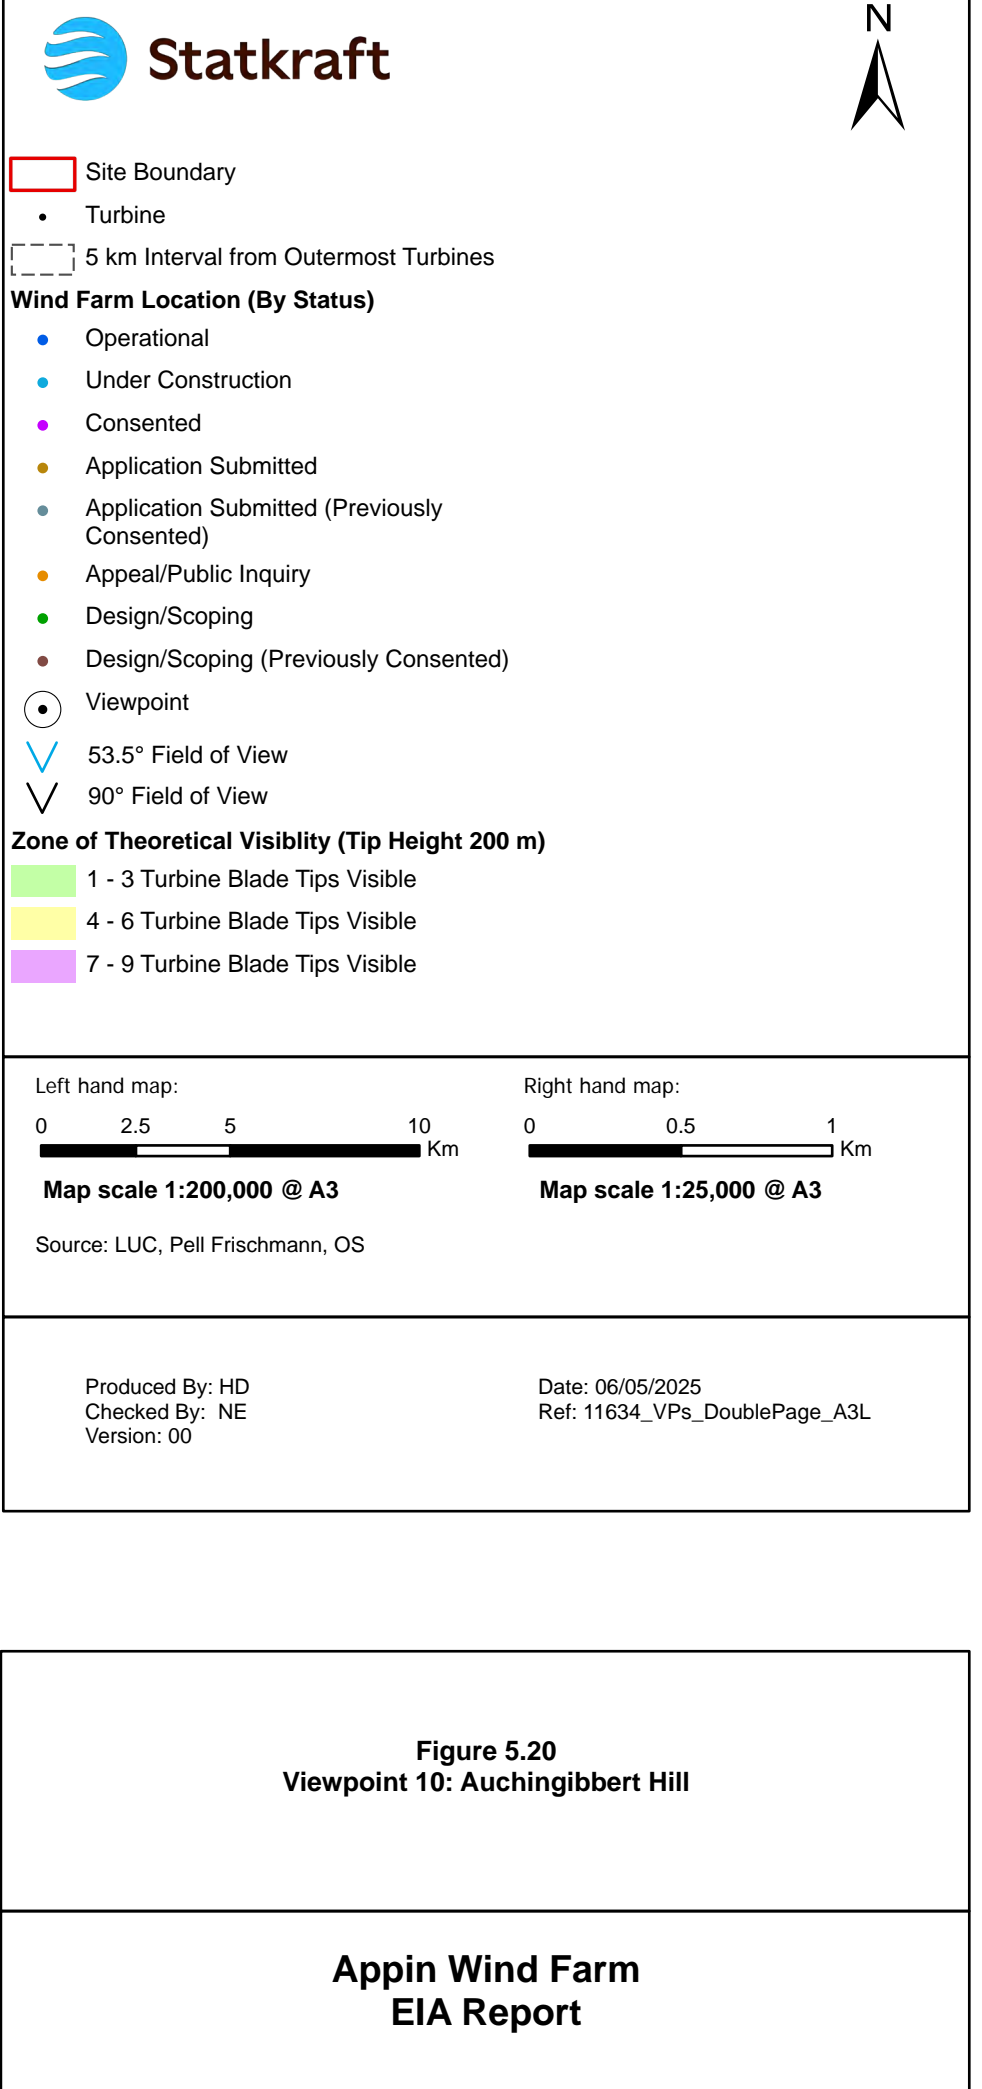 N
Statkraft
Site Boundary
Turbine
5 km Interval from Outermost Turbines
Wind Farm Location (By Status)
Operational
Under Construction
Consented
Application Submitted
Application Submitted (Previously
Consented)
Appeal/Public Inquiry
Design/Scoping
Design/Scoping (Previously Consented)
Viewpoint
53.5° Field of View
90° Field of View
Zone of Theoretical Visiblity (Tip Height 200 m)
1 - 3 Turbine Blade Tips Visible
4 - 6 Turbine Blade Tips Visible
7 - 9 Turbine Blade Tips Visible
Left hand map:
0 2.5 5 10
Km
Map scale 1:200,000 @ A3
Right hand map:
0 0.5 1
Km
Map scale 1:25,000 @ A3
Source: LUC, Pell Frischmann, OS
Produced By: HD
Checked By: NE
Version: 00
Date: 06/05/2025
Ref: 11634_VPs_DoublePage_A3L
Figure 5.20
Viewpoint 10: Auchingibbert Hill
Appin Wind Farm
EIA Report